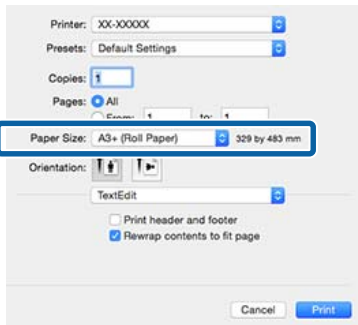 Printer: XX-XXXXX
Presets: Default Settings
Copies: 1
Pages: All
From: 1 to: 1
Paper Size: A3+ (Roll Paper) 329 by 483 mm
Orientation:
TextEdit
Print header and footer
Rewrap contents to fit page
Cancel Print